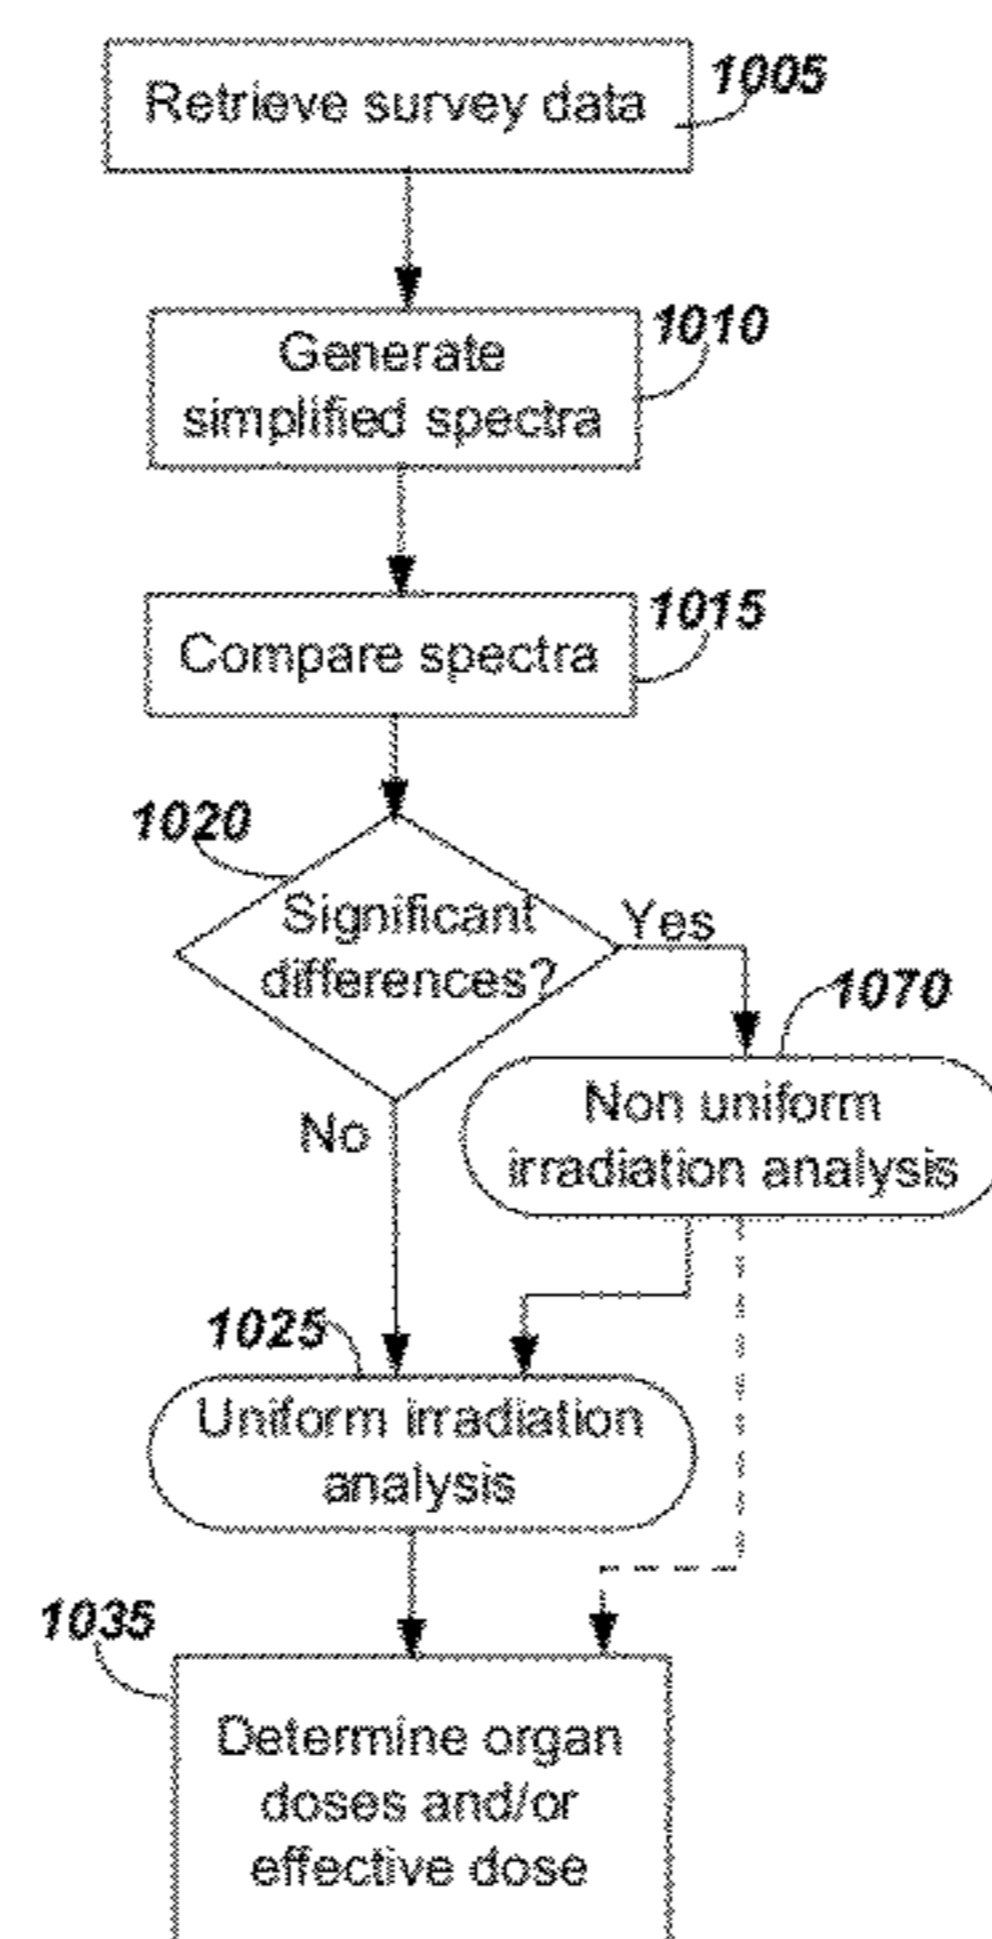 Retrieve survey data
1005
Generate
simplified spectra
1010
Compare spectra
1015
1020
Significant
differences?
Yes
1070
Non uniform
irradiation analysis
No
1025
Uniform irradiation
analysis
1035
Determine organ
doses and/or
effective dose